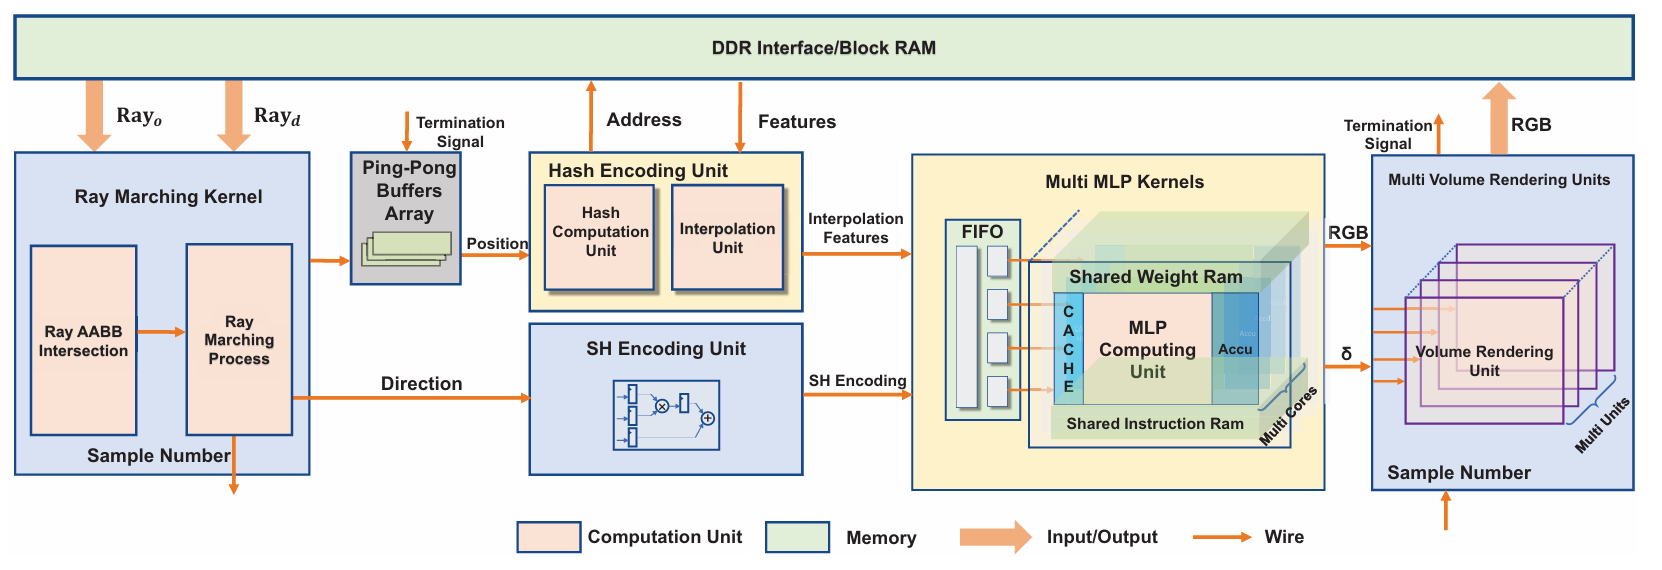 DDR Interface/Block RAM
Rayₒ
Ray𝑑
Termination
Signal
Address
Features
Termination
Signal
RGB
Ray Marching Kernel
Ray AABB
Intersection
Ray
Marching
Process
Sample Number
Ping-Pong
Buffers
Array
Position
Direction
Hash Encoding Unit
Hash
Computation
Unit
Interpolation
Unit
SH Encoding Unit
Interpolation
Features
SH Encoding
Multi MLP Kernels
FIFO
Shared Weight Ram
C
A
C
H
E
MLP
Computing
Unit
Accu
Shared Instruction Ram
Multi Cores
RGB
δ
Multi Volume Rendering Units
Volume Rendering
Unit
Multi Units
Sample Number
Computation Unit
Memory
Input/Output
Wire